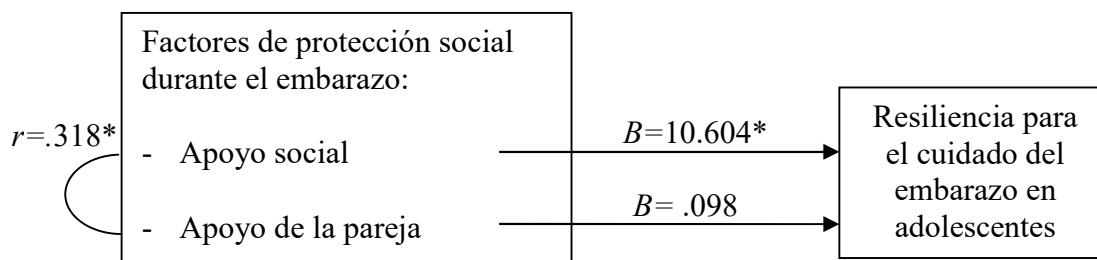 Factores de protección social
durante el embarazo:
r=.318*
- Apoyo social
B=10.604*
- Apoyo de la pareja
B= .098
Resiliencia para
el cuidado del
embarazo en
adolescentes